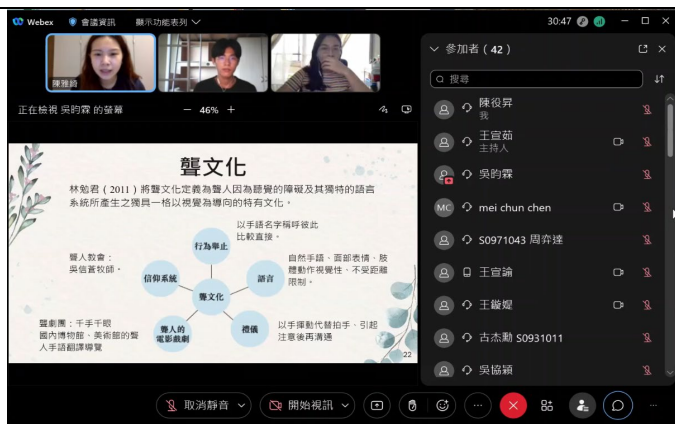 Webex
會議資訊
顯示功能表列
30:47
陳雅綺
正在檢視 吳昀霖 的螢幕
46%
聾文化
林勉君（2011）將聾文化定義為聾人因為聽覺的障礙及其獨特的語言
系統所產生之獨具一格以視覺為導向的特有文化。
以手語名字稱呼彼此
比較直接。
行為舉止
聾人教會：
吳信蒼牧師。
信仰系統
語言
自然手語、面部表情、肢
體動作視覺性、不受距離
限制。
聾文化
聾劇團：千手千眼
國內博物館、美術館的聾
人手語翻譯導覽
聾人的
電影戲劇
禮儀
以手揮動代替拍手、引起
注意後再溝通
22
參加者（42）
搜尋
陳役昇
我
王宣茹
主持人
吳昀霖
MC
mei chun chen
S0971043 周弈達
王宣諭
王鏇媞
古杰勳 S0931011
吳協穎
取消靜音
開始視訊